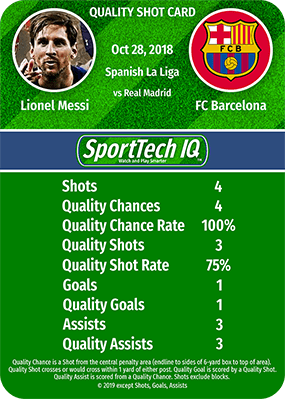 QUALITY SHOT CARD
Oct 28, 2018
Spanish La Liga
vs Real Madrid
Lionel Messi
FCB
FC Barcelona
SportTech IQ™
Watch and Play Smarter
Shots 4
Quality Chances 4
Quality Chance Rate 100%
Quality Shots 3
Quality Shot Rate 75%
Goals 1
Quality Goals 1
Assists 3
Quality Assists 3
Quality Chance is a Shot from the central penalty area (endline to sides of 6-yard box to top of area).
Quality Shot crosses or would cross within 1 yard of either post. Quality Goal is scored by a Quality Shot.
Quality Assist is scored from a Quality Chance. Shots exclude blocks.
© 2019 except Shots, Goals, Assists